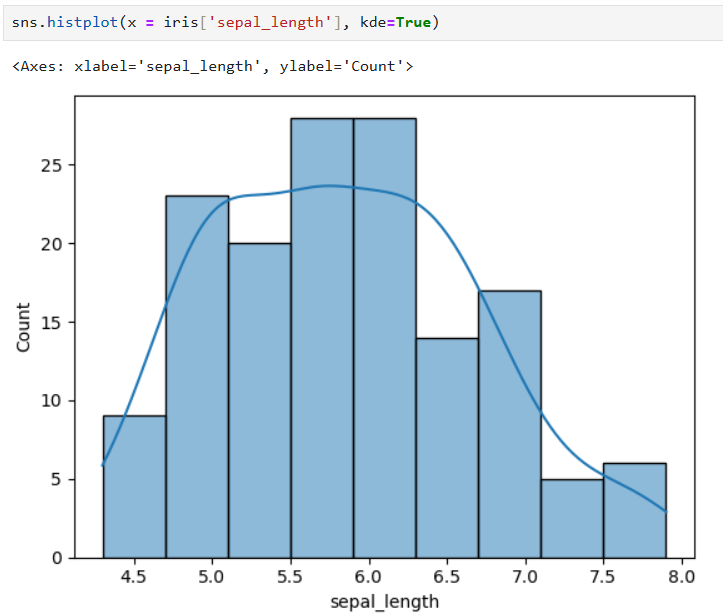 sns.histplot(x = iris['sepal_length'], kde=True)
<Axes: xlabel='sepal_length', ylabel='Count'>
25
20
15
10
5
0
Count
4.5 5.0 5.5 6.0 6.5 7.0 7.5 8.0
sepal_length